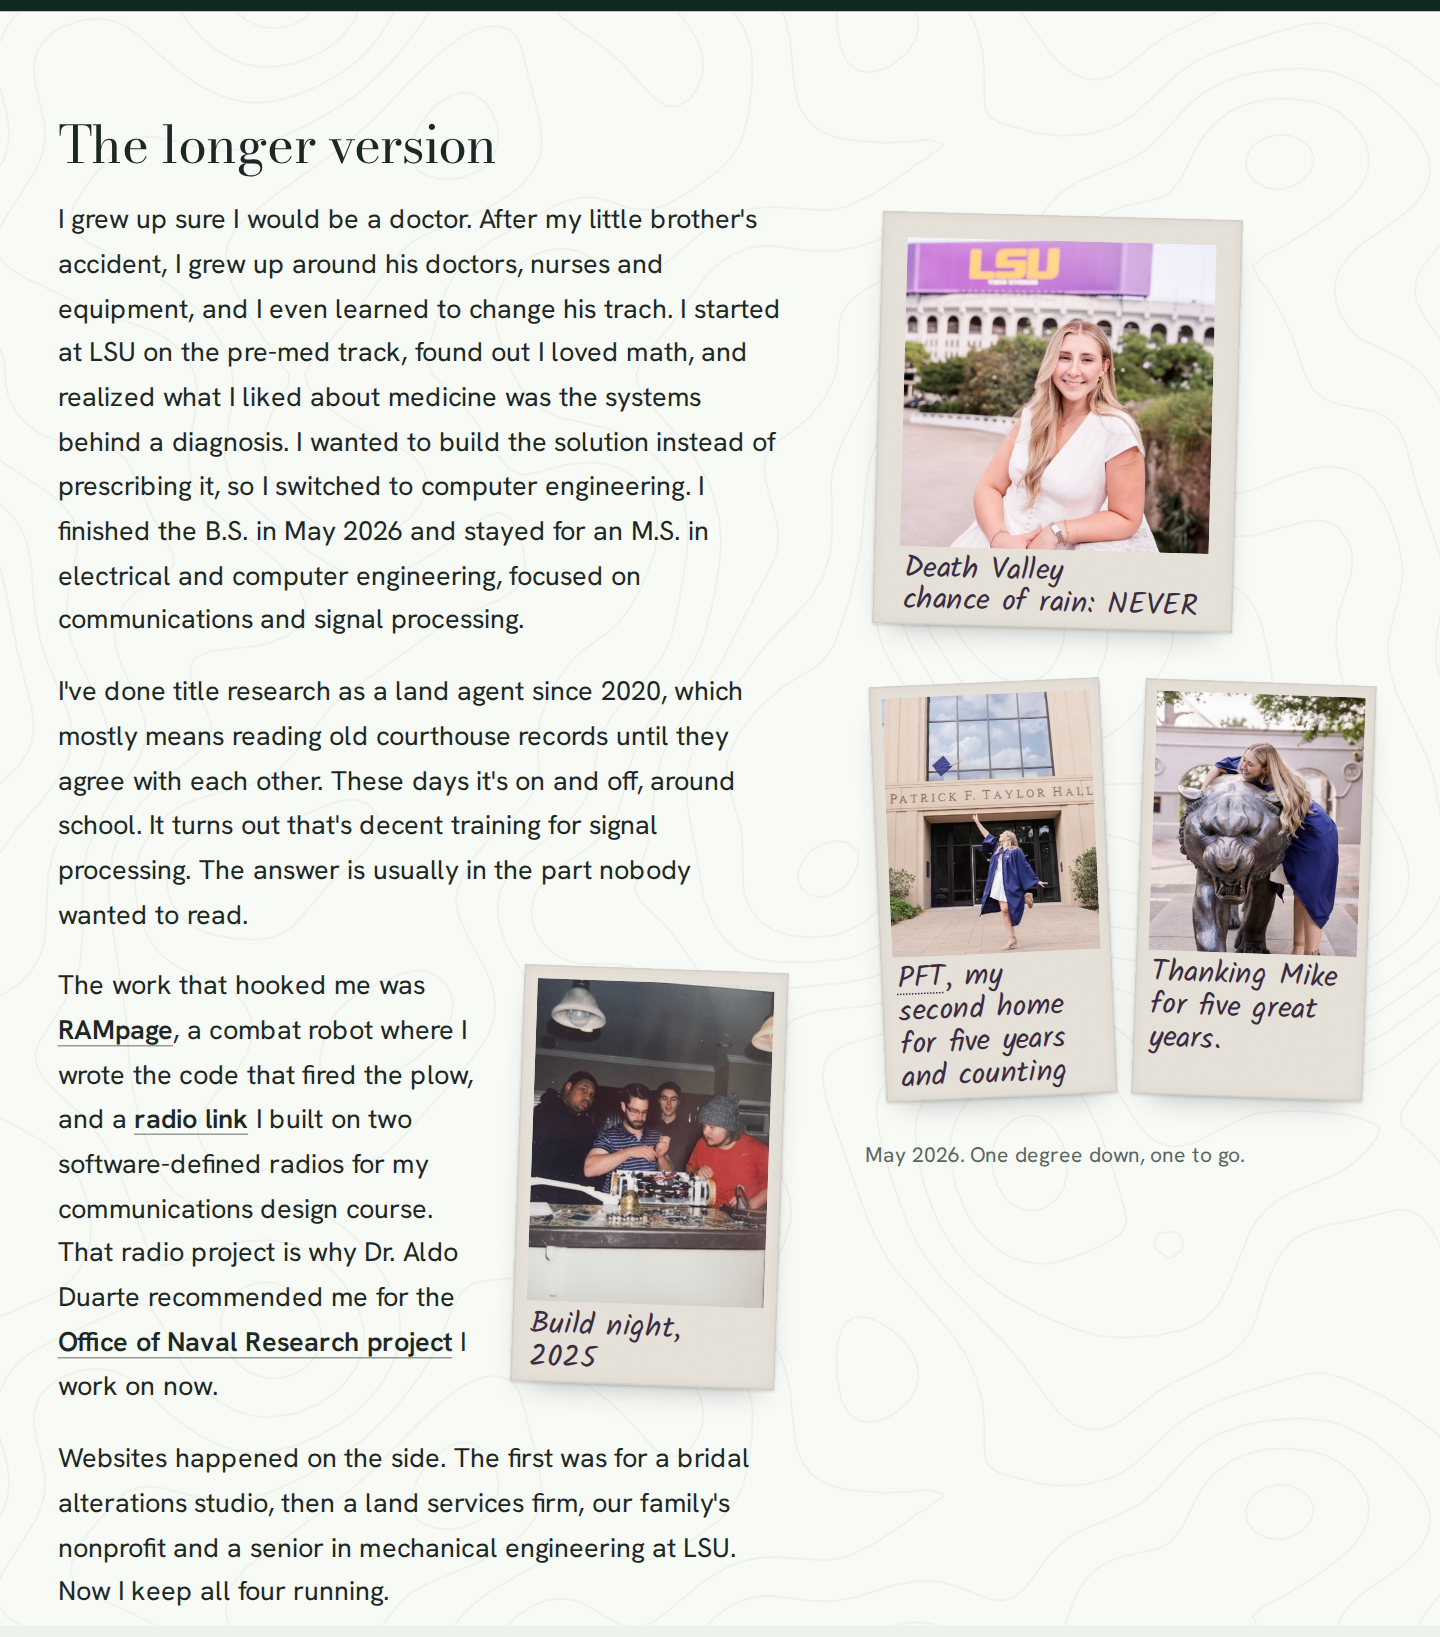 The longer version
I grew up sure I would be a doctor. After my little brother's
accident, I grew up around his doctors, nurses and
equipment, and I even learned to change his trach. I started
at LSU on the pre-med track, found out I loved math, and
realized what I liked about medicine was the systems
behind a diagnosis. I wanted to build the solution instead of
prescribing it, so I switched to computer engineering. I
finished the B.S. in May 2026 and stayed for an M.S. in
electrical and computer engineering, focused on
communications and signal processing.
I've done title research as a land agent since 2020, which
mostly means reading old courthouse records until they
agree with each other. These days it's on and off, around
school. It turns out that's decent training for signal
processing. The answer is usually in the part nobody
wanted to read.
The work that hooked me was
RAMpage, a combat robot where I
wrote the code that fired the plow,
and a radio link I built on two
software-defined radios for my
communications design course.
That radio project is why Dr. Aldo
Duarte recommended me for the
Office of Naval Research project I
work on now.
Build night,
2025
Websites happened on the side. The first was for a bridal
alterations studio, then a land services firm, our family's
nonprofit and a senior in mechanical engineering at LSU.
Now I keep all four running.
LSU
Death Valley
chance of rain: NEVER
PATRICK F. TAYLOR HALL
PFT, my
second home
for five years
and counting
Thanking Mike
for five great
years.
May 2026. One degree down, one to go.